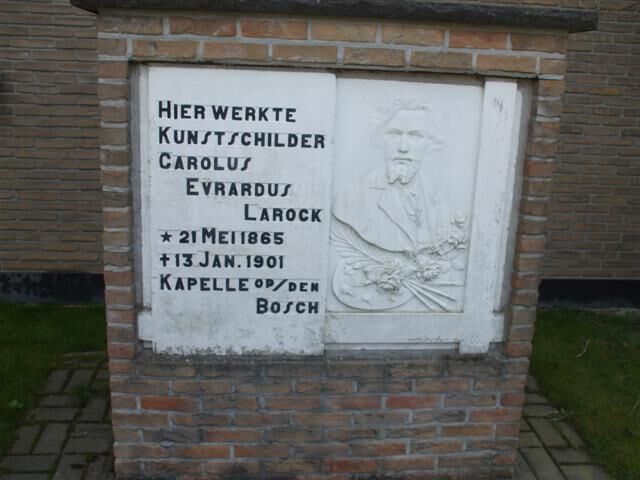 HIER WERKTE
KUNSTSCHILDER
CAROLUS
EVRARDUS
LAROCK
* 21 MEI 1865
+ 13 JAN. 1901
KAPELLE OP/S/DEN
BOSCH